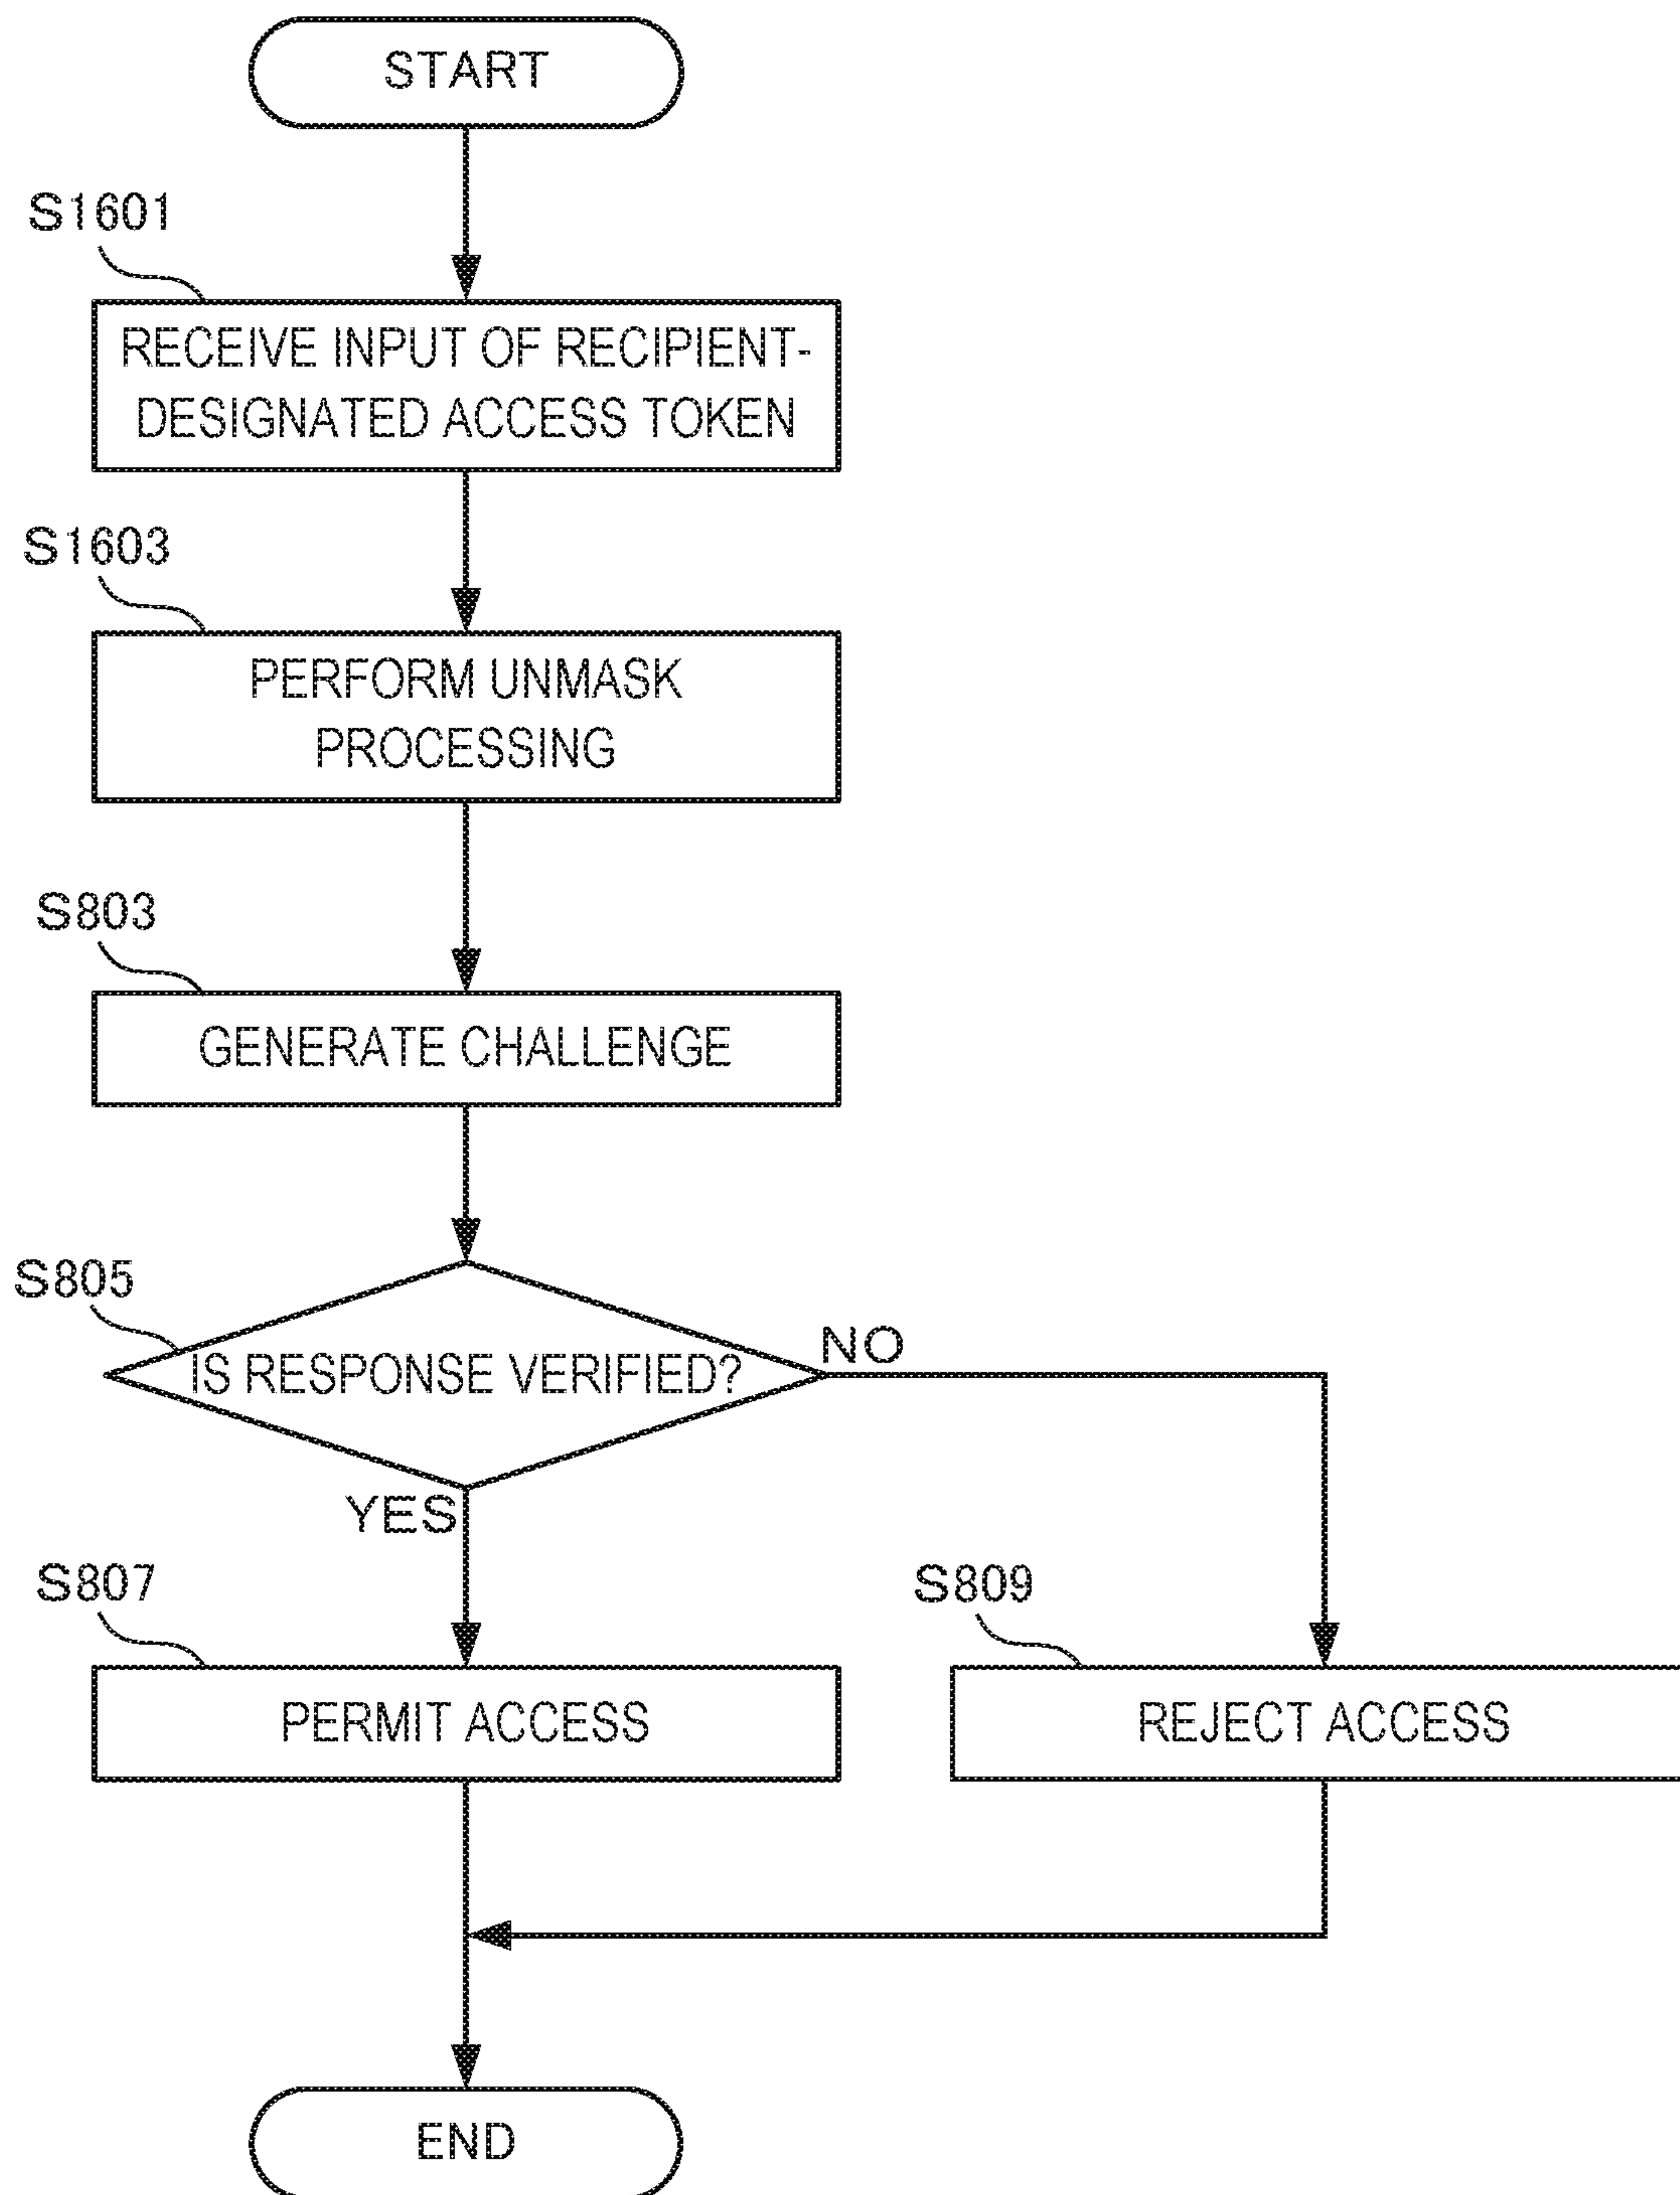 START
S1601
RECEIVE INPUT OF RECIPIENT-
DESIGNATED ACCESS TOKEN
S1603
PERFORM UNMASK
PROCESSING
S803
GENERATE CHALLENGE
S805
IS RESPONSE VERIFIED?
NO
YES
S807
PERMIT ACCESS
S809
REJECT ACCESS
END